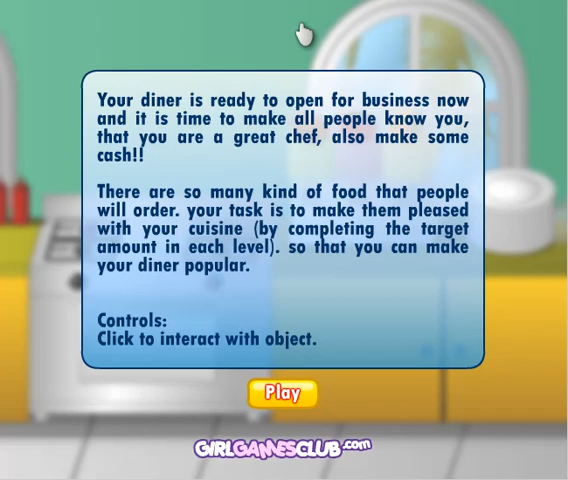 Your diner is ready to open for business now
and it is time to make all people know you,
that you are a great chef, also make some
cash!!
There are so many kind of food that people
will order. your task is to make them pleased
with your cuisine (by completing the target
amount in each level). so that you can make
your diner popular.
Controls:
Click to interact with object.
Play
GIRLGAMESCLUB.com